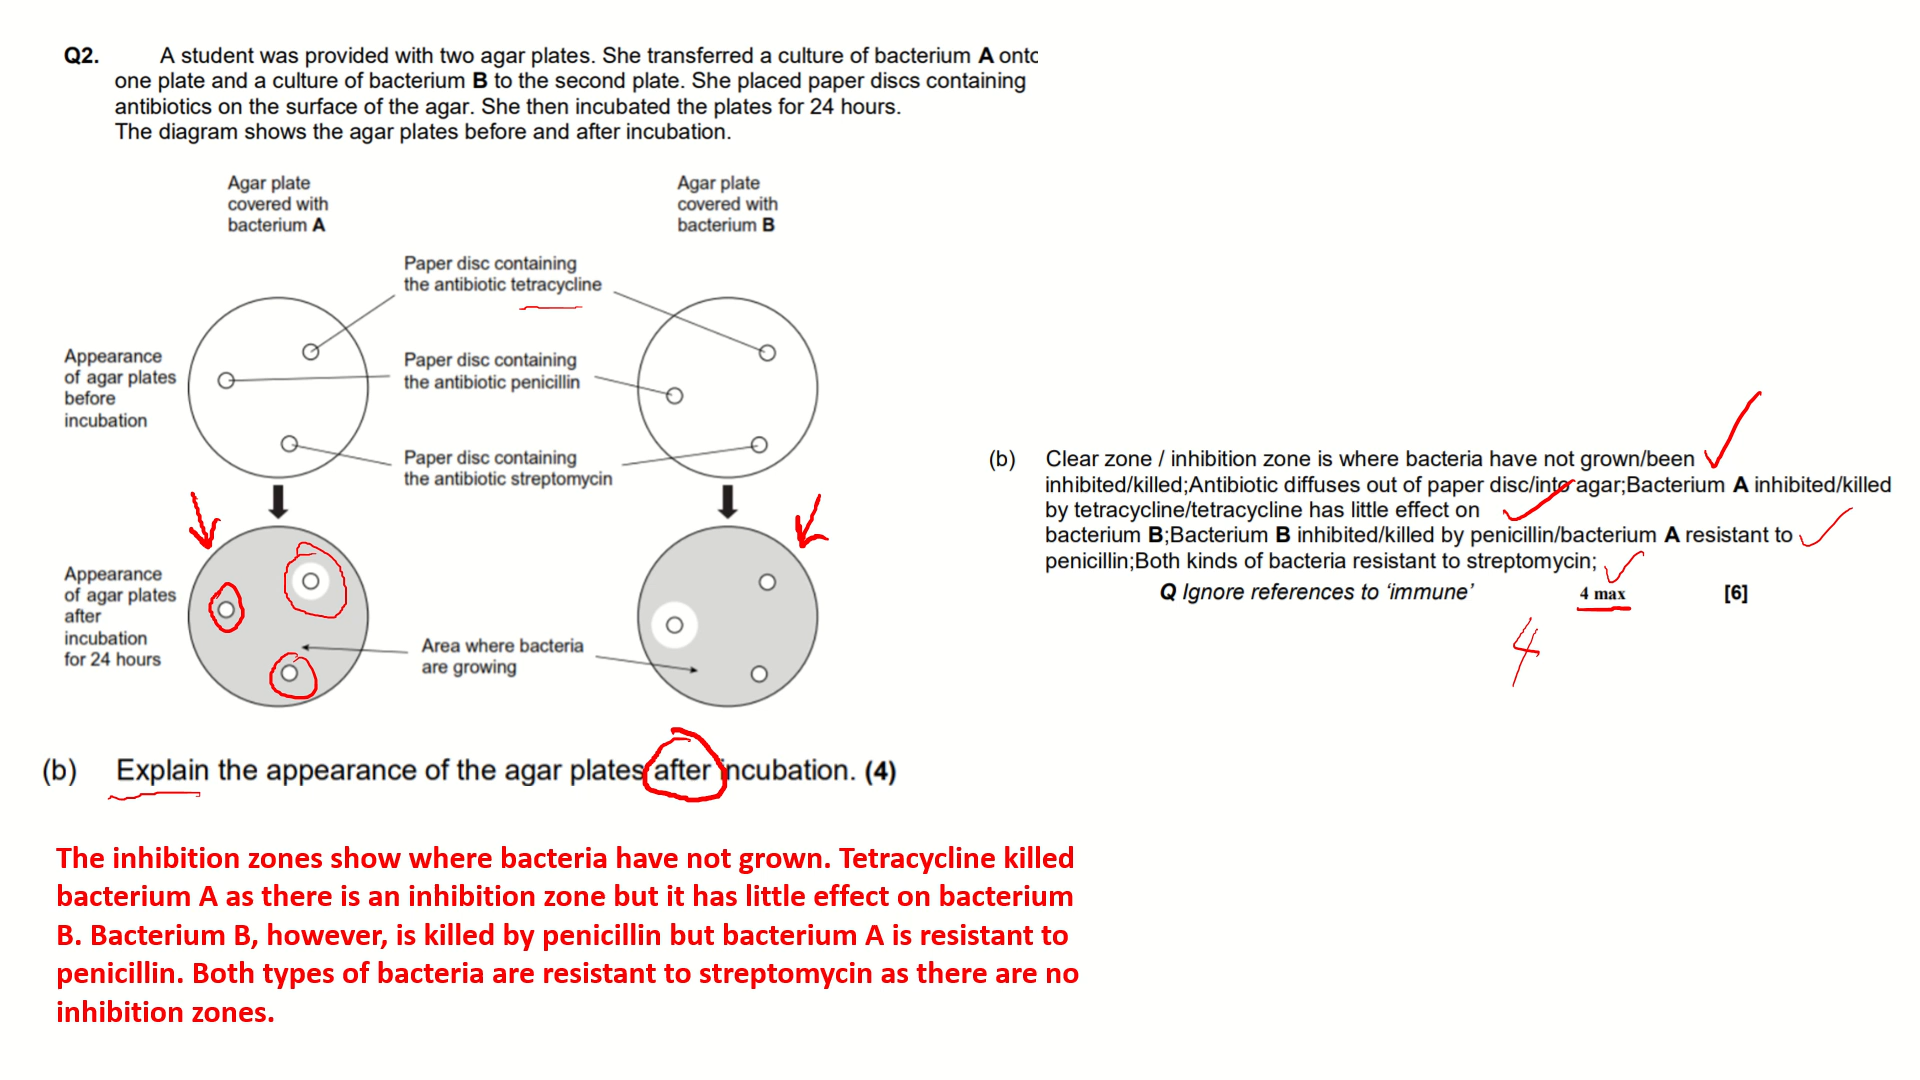 Q2. A student was provided with two agar plates. She transferred a culture of bacterium A onto
one plate and a culture of bacterium B to the second plate. She placed paper discs containing
antibiotics on the surface of the agar. She then incubated the plates for 24 hours.
The diagram shows the agar plates before and after incubation.
Agar plate
covered with
bacterium A
Agar plate
covered with
bacterium B
Paper disc containing
the antibiotic tetracycline
Appearance
of agar plates
before
incubation
Paper disc containing
the antibiotic penicillin
Paper disc containing
the antibiotic streptomycin
Appearance
of agar plates
after
incubation
for 24 hours
Area where bacteria
are growing
(b) Explain the appearance of the agar plates after incubation. (4)
The inhibition zones show where bacteria have not grown. Tetracycline killed
bacterium A as there is an inhibition zone but it has little effect on bacterium
B. Bacterium B, however, is killed by penicillin but bacterium A is resistant to
penicillin. Both types of bacteria are resistant to streptomycin as there are no
inhibition zones.
(b) Clear zone / inhibition zone is where bacteria have not grown/been
inhibited/killed;Antibiotic diffuses out of paper disc/into agar;Bacterium A inhibited/killed
by tetracycline/tetracycline has little effect on
bacterium B;Bacterium B inhibited/killed by penicillin/bacterium A resistant to
penicillin;Both kinds of bacteria resistant to streptomycin;
Q Ignore references to 'immune'
4 max
[6]
4